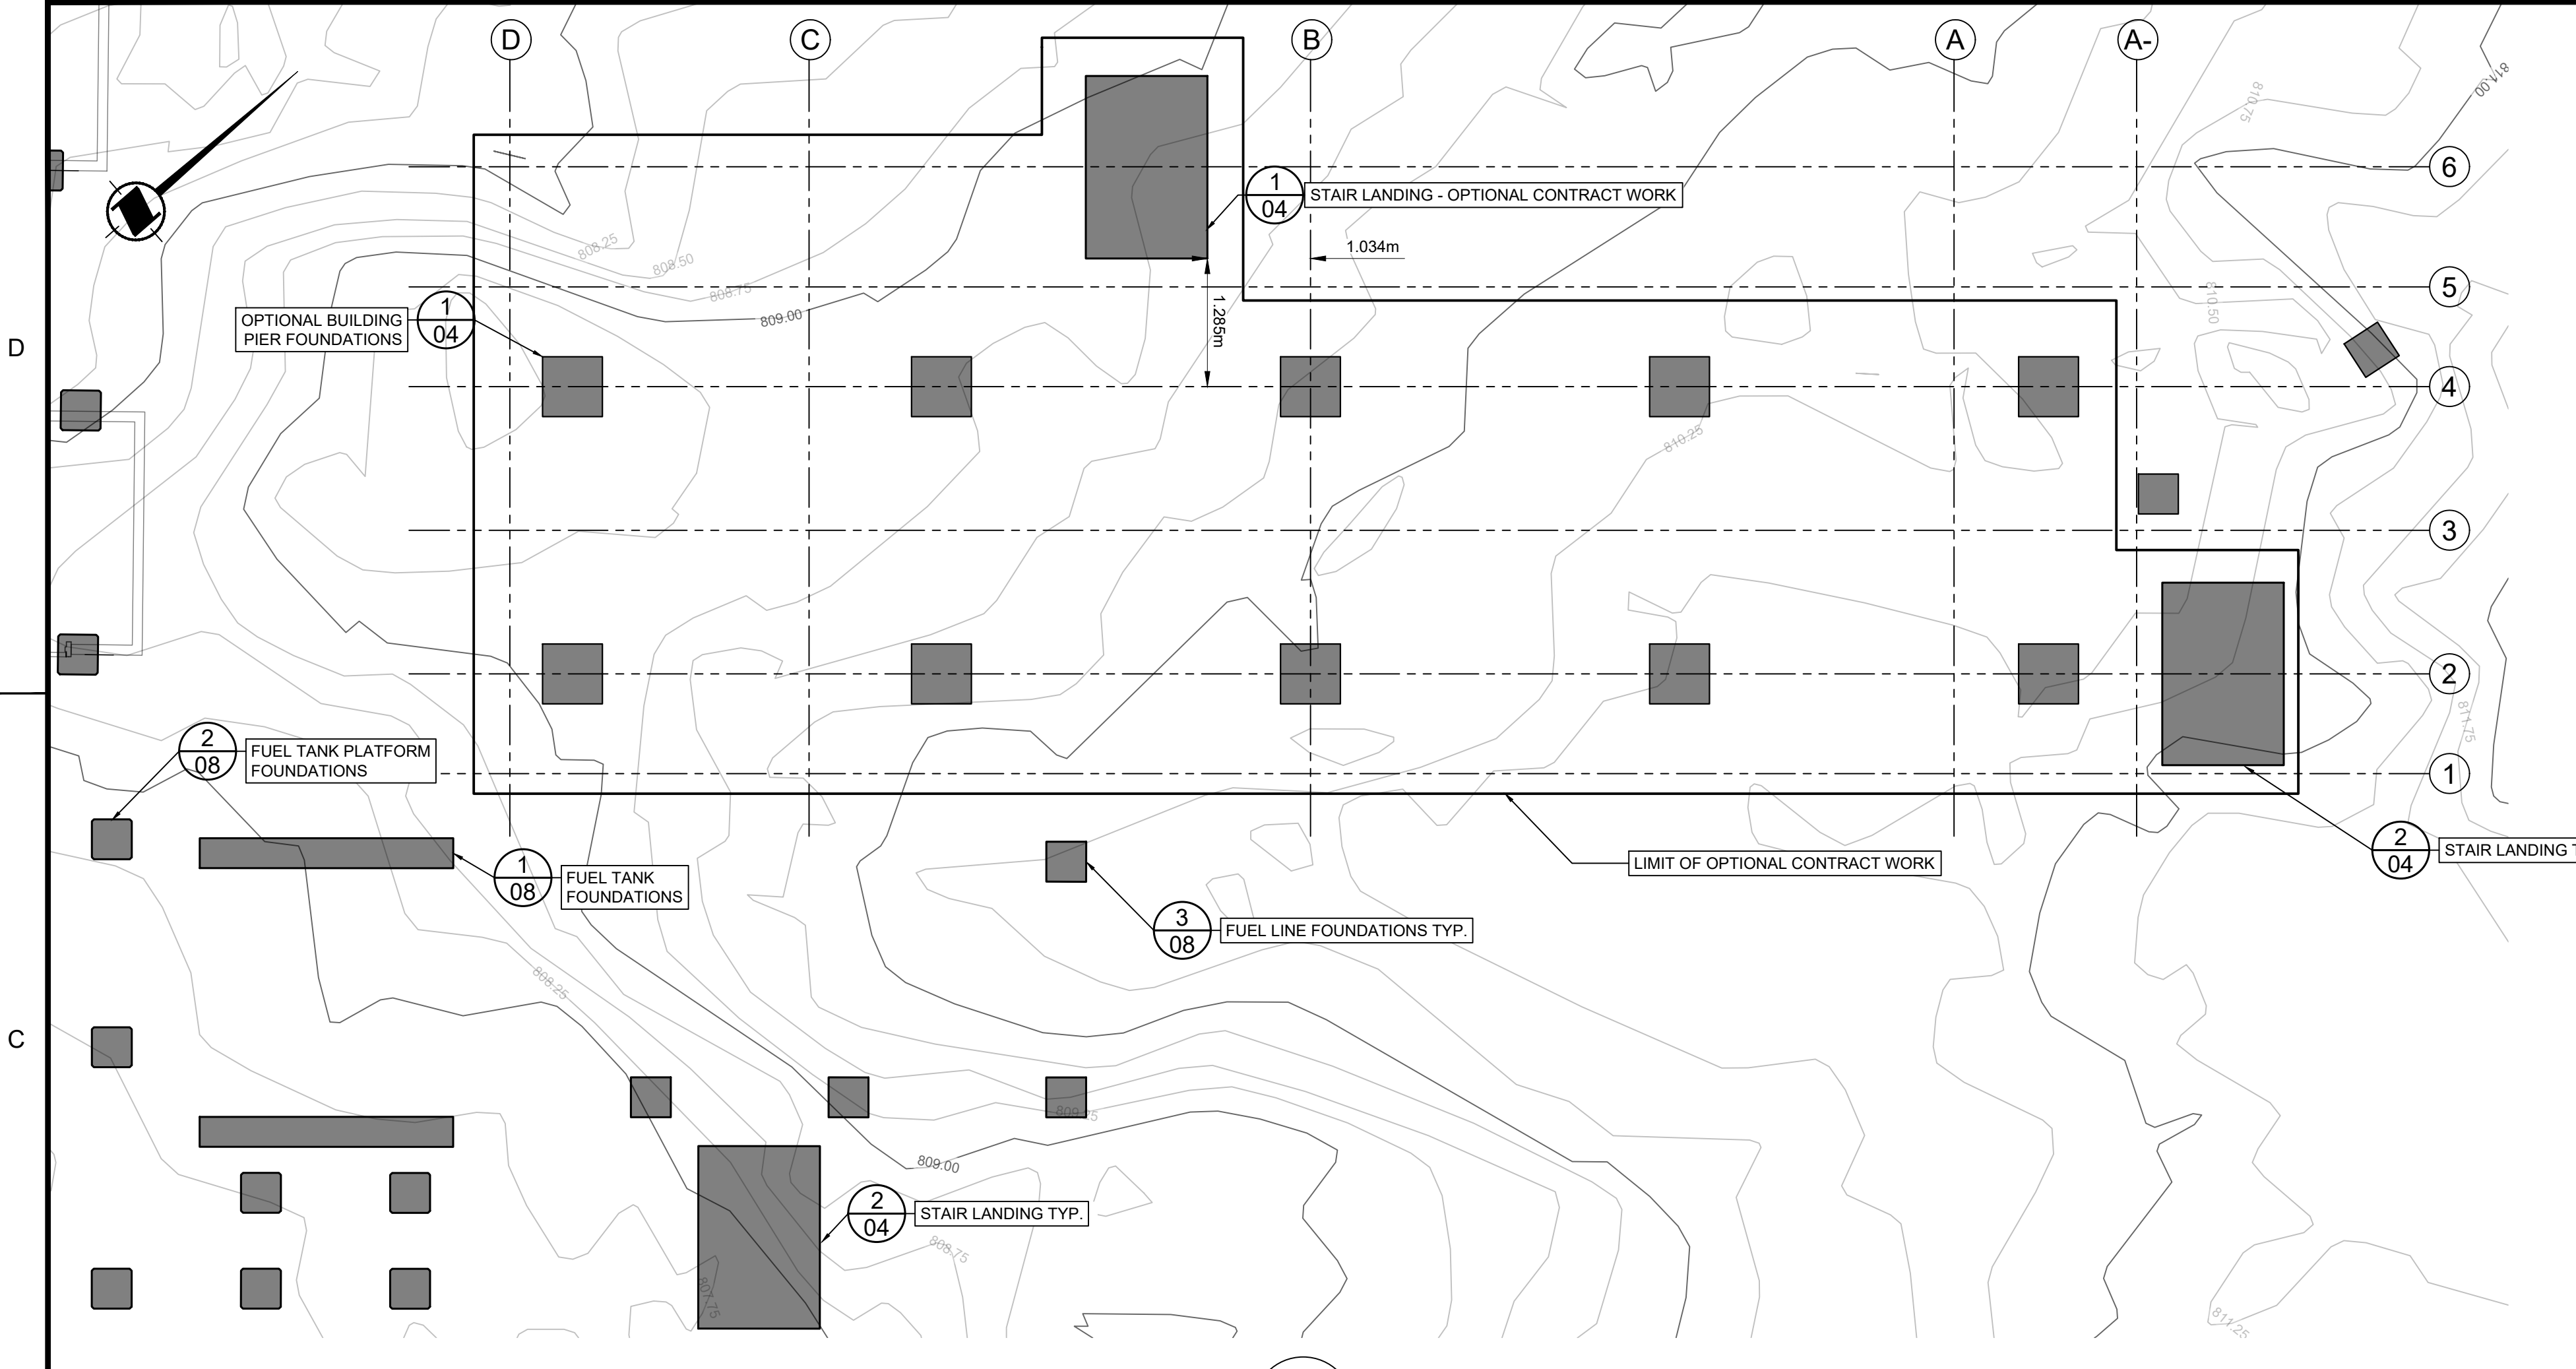 D
C
B
A
A-
811.00
810.75
6
1
04
STAIR LANDING - OPTIONAL CONTRACT WORK
1.034m
808.25
808.50
808.75
809.00
5
810.50
1.285m
1
04
OPTIONAL BUILDING
PIER FOUNDATIONS
D
4
810.25
3
2
811.75
2
08
FUEL TANK PLATFORM
FOUNDATIONS
1
1
08
FUEL TANK
FOUNDATIONS
LIMIT OF OPTIONAL CONTRACT WORK
2
04
STAIR LANDING T
3
08
FUEL LINE FOUNDATIONS TYP.
808.25
C
809.25
809.00
2
04
STAIR LANDING TYP.
808.75
807.75
811.25